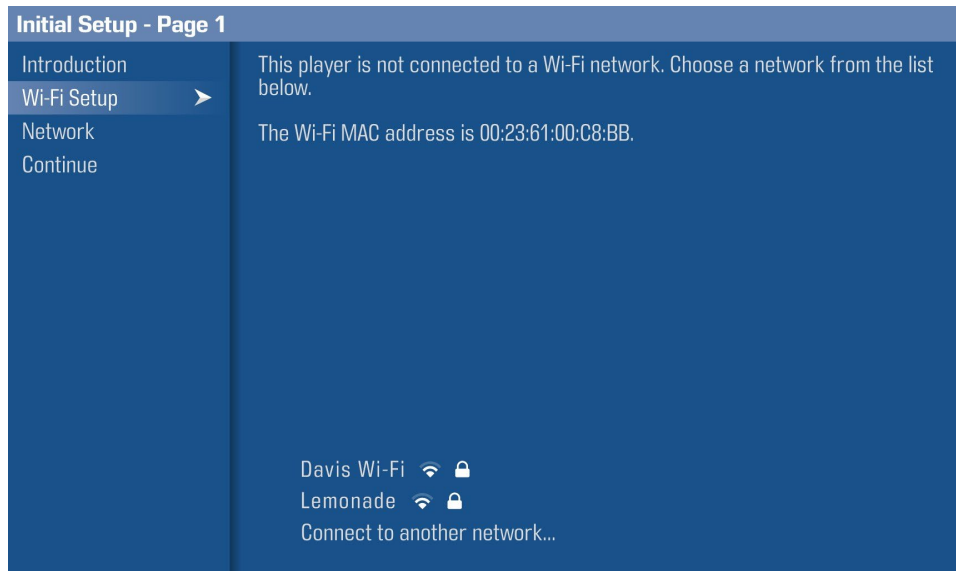 Initial Setup - Page 1
Introduction
Wi-Fi Setup
Network
Continue
This player is not connected to a Wi-Fi network. Choose a network from the list
below.
The Wi-Fi MAC address is 00:23:61:00:C8:BB.
Davis Wi-Fi
Lemonade
Connect to another network...